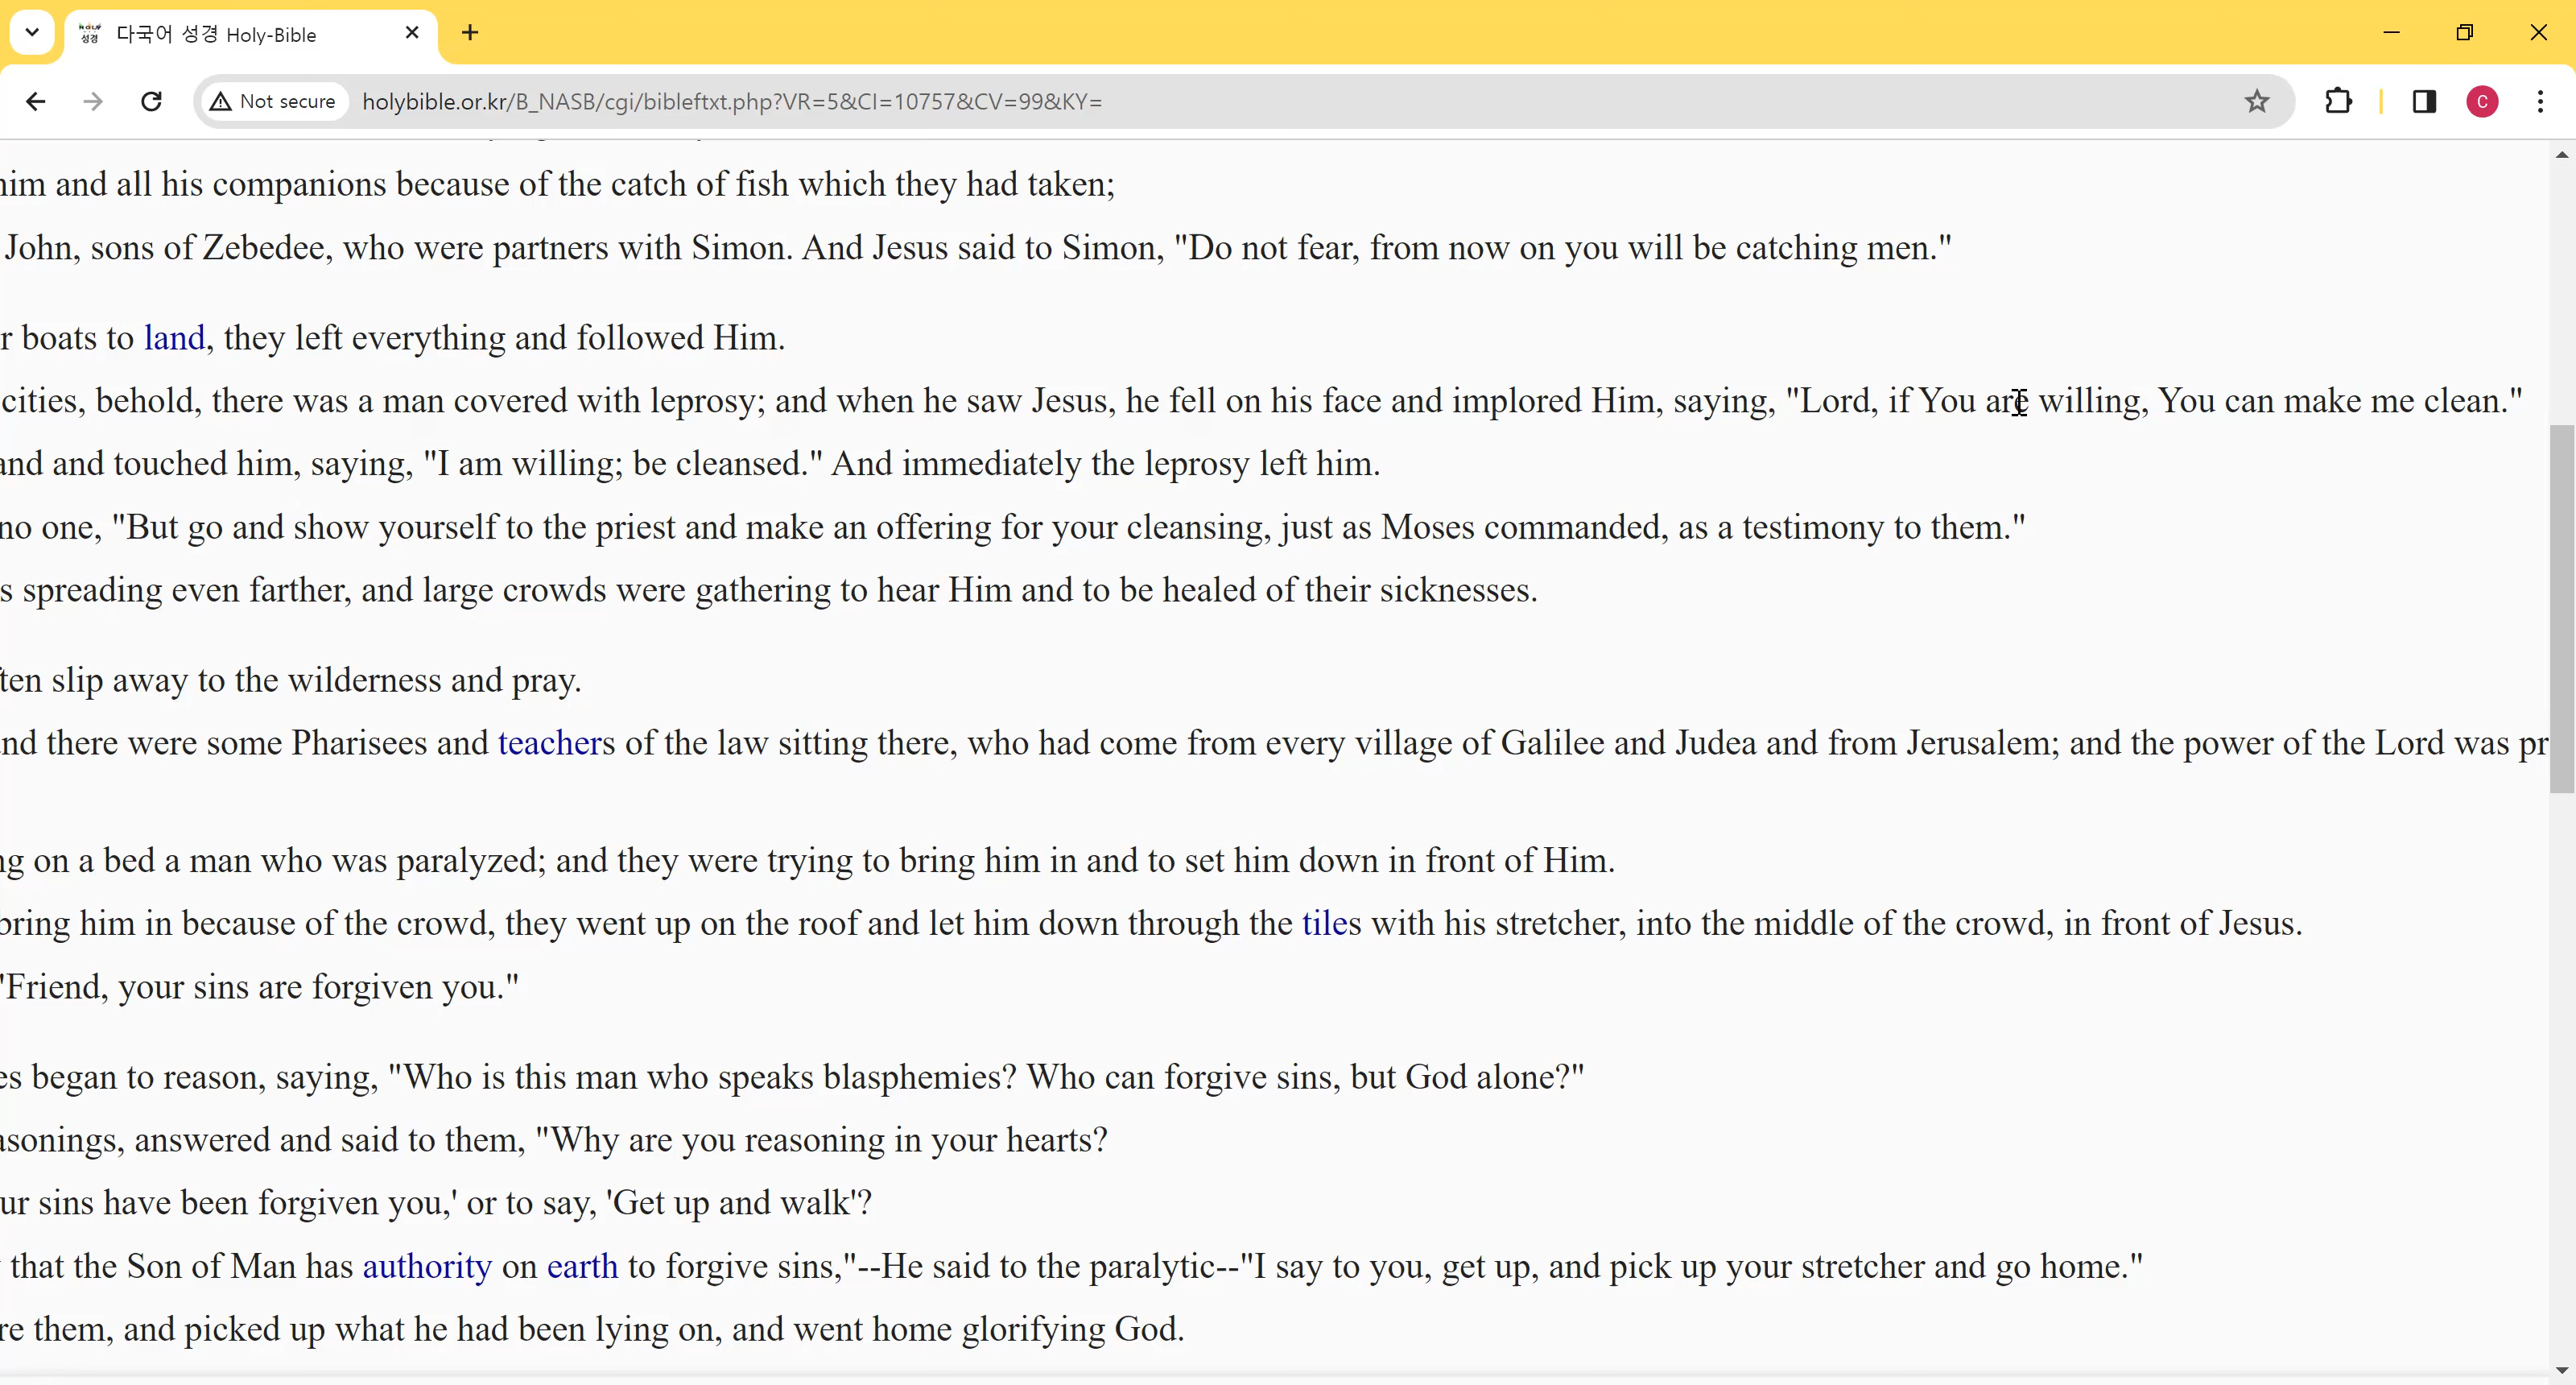 다국어 성경 Holy-Bible
Not secure
holybible.or.kr/B_NASB/cgi/bibleftxt.php?VR=5&CI=10757&CV=99&KY=
C
him and all his companions because of the catch of fish which they had taken;
John, sons of Zebedee, who were partners with Simon. And Jesus said to Simon, "Do not fear, from now on you will be catching men."
r boats to land, they left everything and followed Him.
cities, behold, there was a man covered with leprosy; and when he saw Jesus, he fell on his face and implored Him, saying, "Lord, if You are willing, You can make me clean."
and and touched him, saying, "I am willing; be cleansed." And immediately the leprosy left him.
no one, "But go and show yourself to the priest and make an offering for your cleansing, just as Moses commanded, as a testimony to them."
s spreading even farther, and large crowds were gathering to hear Him and to be healed of their sicknesses.
ten slip away to the wilderness and pray.
nd there were some Pharisees and teachers of the law sitting there, who had come from every village of Galilee and Judea and from Jerusalem; and the power of the Lord was pr
ng on a bed a man who was paralyzed; and they were trying to bring him in and to set him down in front of Him.
bring him in because of the crowd, they went up on the roof and let him down through the tiles with his stretcher, into the middle of the crowd, in front of Jesus.
"Friend, your sins are forgiven you."
es began to reason, saying, "Who is this man who speaks blasphemies? Who can forgive sins, but God alone?"
asonings, answered and said to them, "Why are you reasoning in your hearts?
ur sins have been forgiven you,' or to say, 'Get up and walk'?
that the Son of Man has authority on earth to forgive sins,"--He said to the paralytic--"I say to you, get up, and pick up your stretcher and go home."
re them, and picked up what he had been lying on, and went home glorifying God.